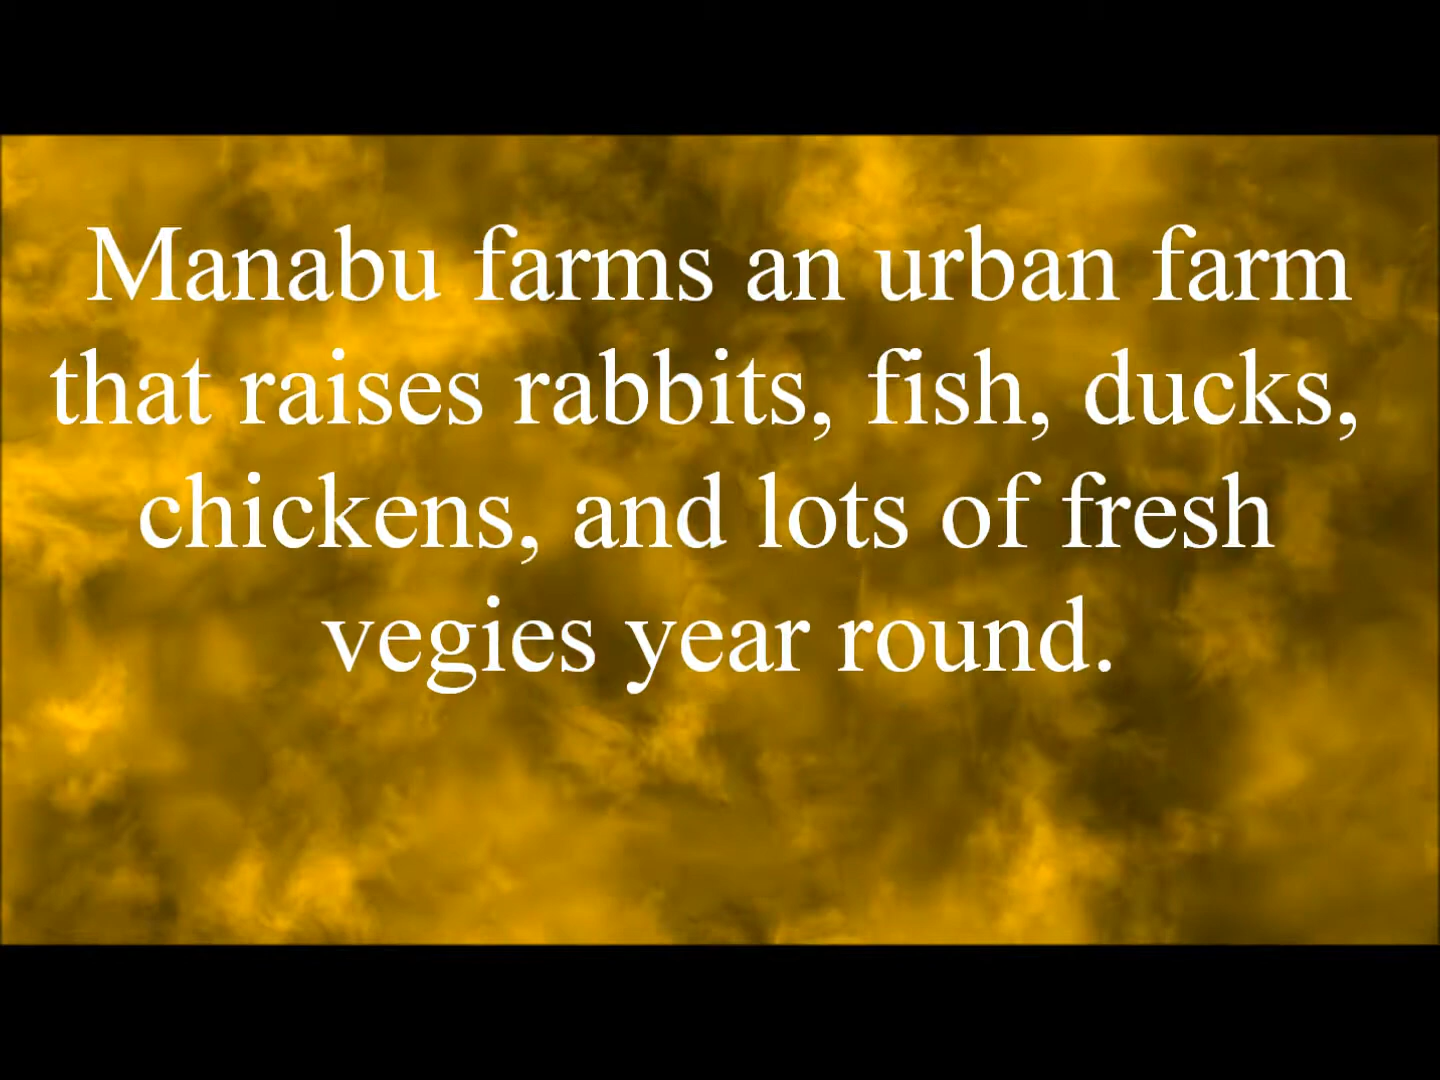 Manabu farms an urban farm
that raises rabbits, fish, ducks,
chickens, and lots of fresh
vegies year round.